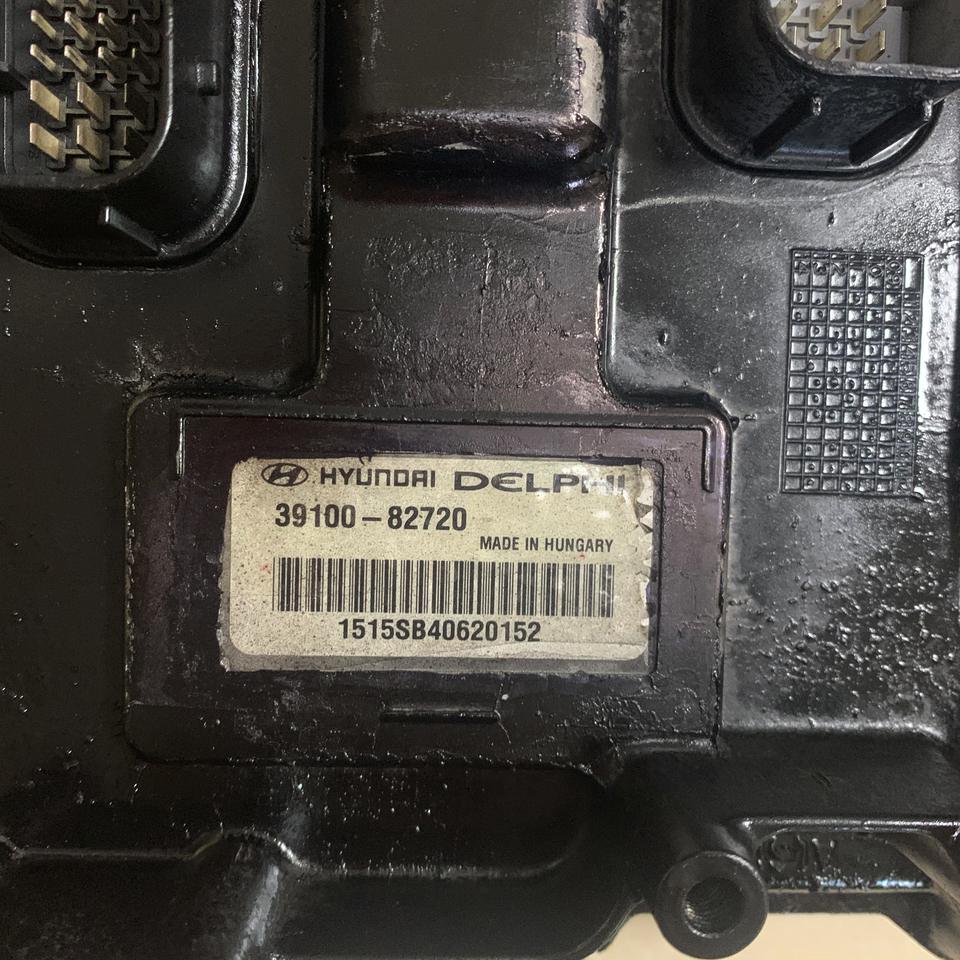 HYUNDAI DELPHI
39100-82720
MADE IN HUNGARY
1515SB40620152